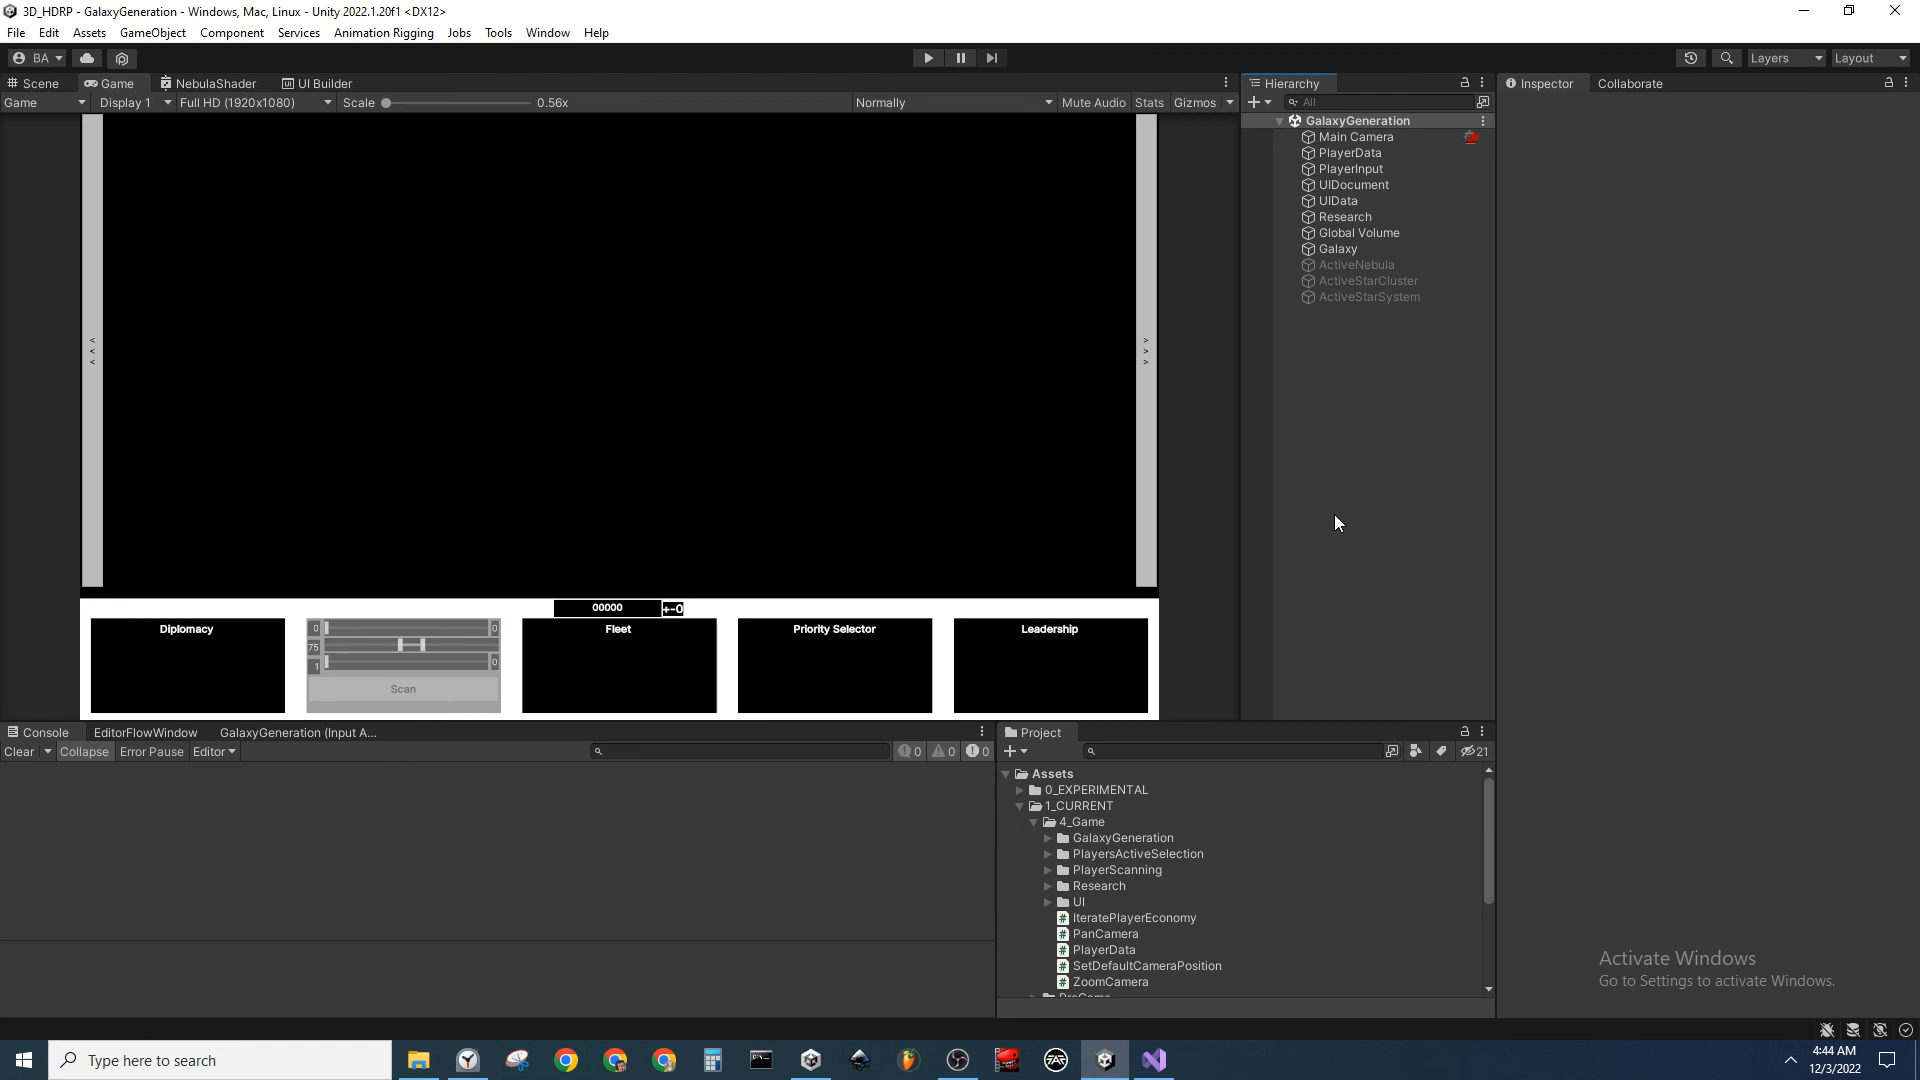 3D_HDRP - GalaxyGeneration - Windows, Mac, Linux - Unity 2022.1.20f1 <DX12>
File Edit Assets GameObject Component Services Animation Rigging Jobs Tools Window Help
BA Layers Layout
Scene Game NebulaShader UI Builder Hierarchy Inspector Collaborate
Game Display 1 Full HD (1920x1080) Scale 0.56x Normally Mute Audio Stats Gizmos All
GalaxyGeneration
Main Camera
PlayerData
PlayerInput
UIDocument
UIData
Research
Global Volume
Galaxy
ActiveNebula
ActiveStarCluster
ActiveStarSystem
<
<
<
>
>
>
00000 +-0
Diplomacy
0 0
75
1 0
Scan
Fleet
Priority Selector
Leadership
Console EditorFlowWindow GalaxyGeneration (Input A...
Clear Collapse Error Pause Editor 0 0 0
Project
21
Assets
0_EXPERIMENTAL
1_CURRENT
4_Game
GalaxyGeneration
PlayersActiveSelection
PlayerScanning
Research
UI
IteratePlayerEconomy
PanCamera
PlayerData
SetDefaultCameraPosition
ZoomCamera
Activate Windows
Go to Settings to activate Windows.
Type here to search
4:44 AM
12/3/2022